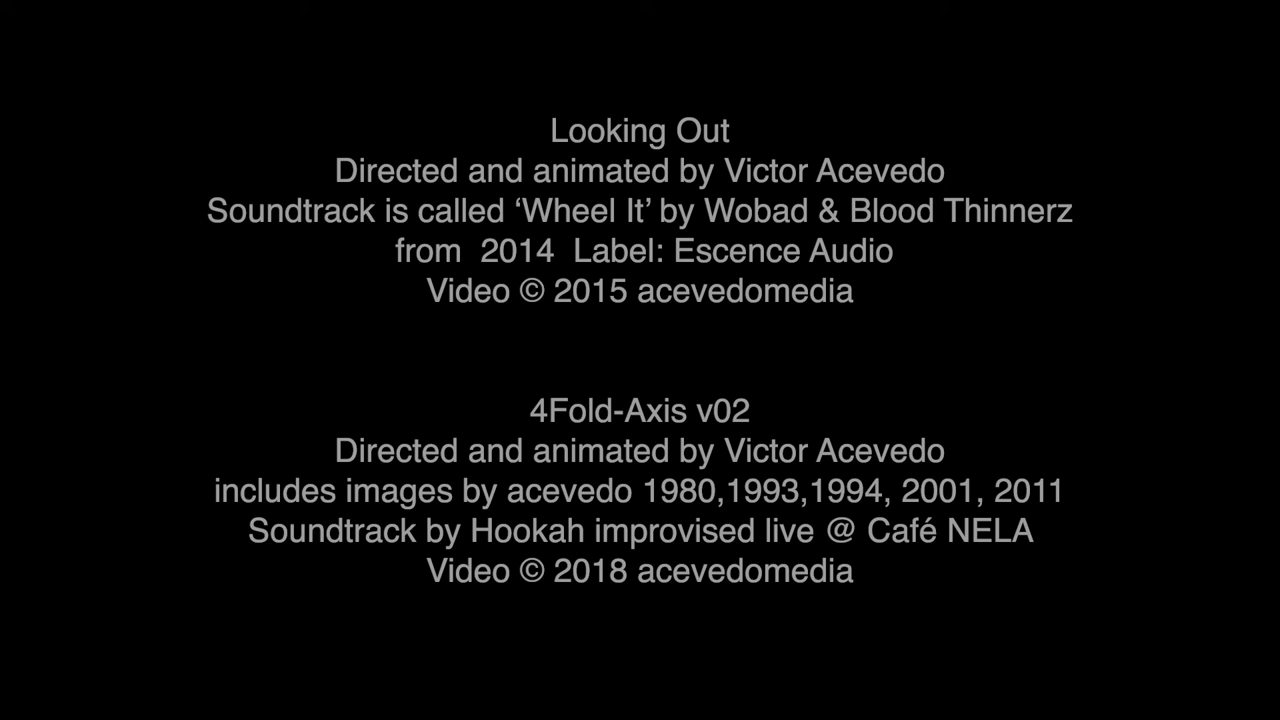 Looking Out
Directed and animated by Victor Acevedo
Soundtrack is called ‘Wheel It’ by Wobad & Blood Thinnerz
from  2014  Label: Escence Audio
Video © 2015 acevedomedia
4Fold-Axis v02
Directed and animated by Victor Acevedo
includes images by acevedo 1980,1993,1994, 2001, 2011
Soundtrack by Hookah improvised live @ Café NELA
Video © 2018 acevedomedia